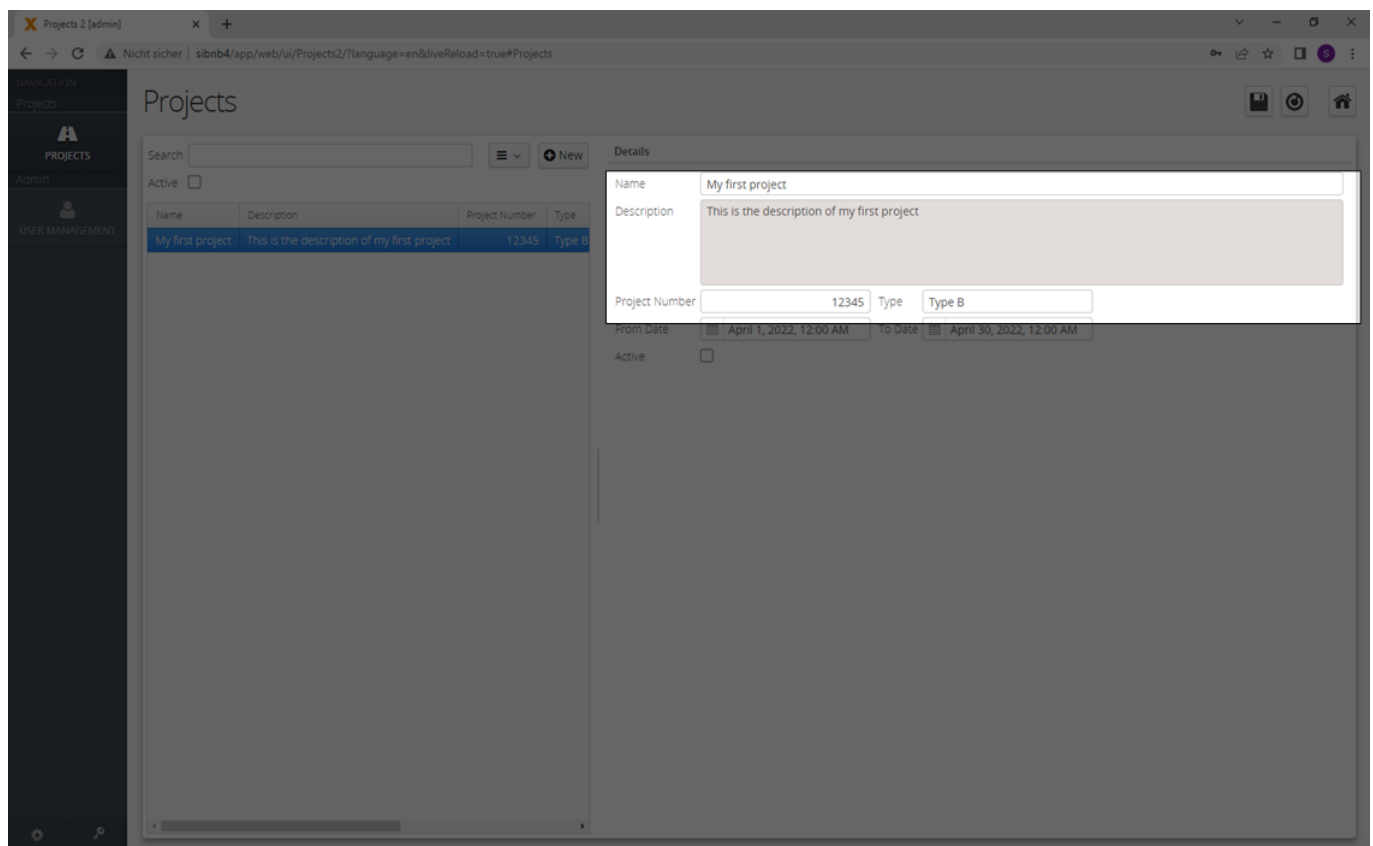 Projects 2 [admin]
Nicht sicher | sibnb4/app/web/ui/Projects2/?language=en&liveReload=true#Projects
S
NAVIGATION
Projects
PROJECTS
Admin
USER MANAGEMENT
Projects
Search
New
Active
Name Description Project Number Type
My first project This is the description of my first project 12345 Type B
Details
Name My first project
Description This is the description of my first project
Project Number 12345 Type Type B
From Date April 1, 2022, 12:00 AM To Date April 30, 2022, 12:00 AM
Active